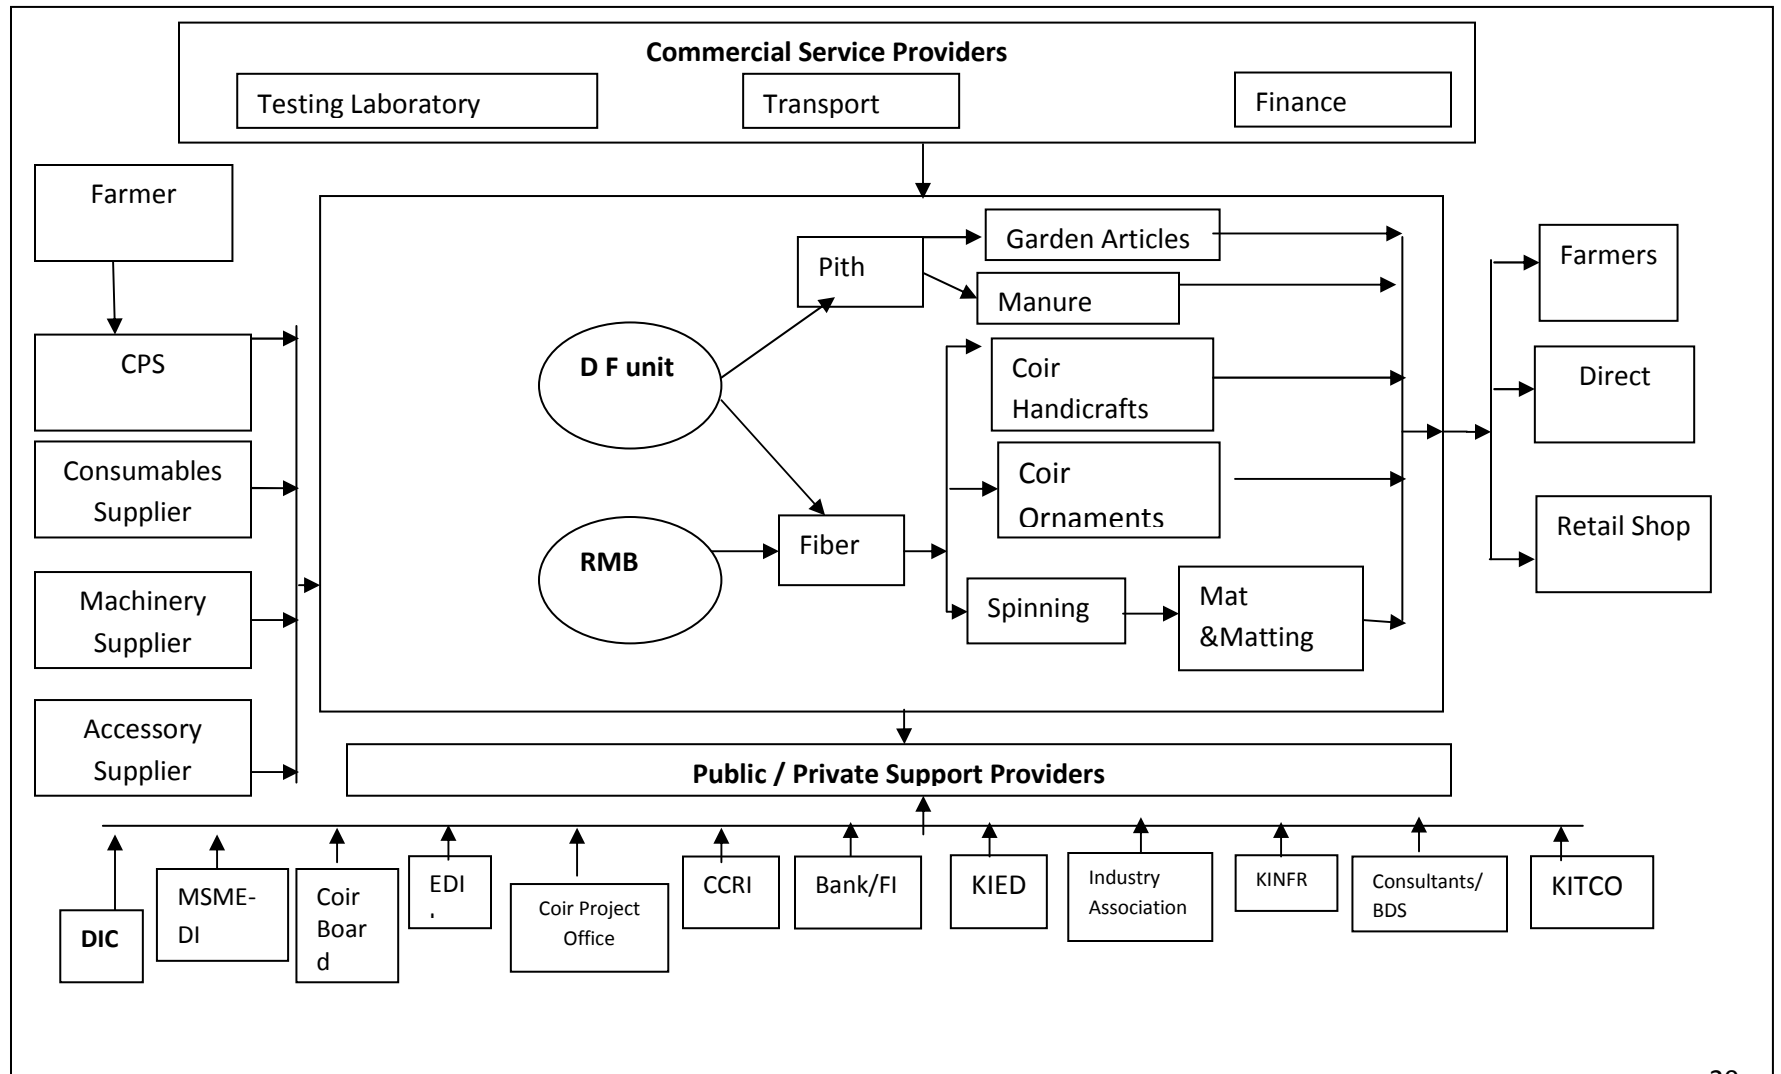 Commercial Service Providers
Testing Laboratory
Transport
Finance
Farmer
CPS
Consumables
Supplier
Machinery
Supplier
Accessory
Supplier
D F unit
RMB
Pith
Fiber
Garden Articles
Manure
Coir
Handicrafts
Coir
Ornaments
Spinning
Mat
&Matting
Farmers
Direct
Retail Shop
Public / Private Support Providers
DIC
MSME-
DI
Coir
Boar
d
EDI
Coir Project
Office
CCRI
Bank/FI
KIED
Industry
Association
KINFR
Consultants/
BDS
KITCO